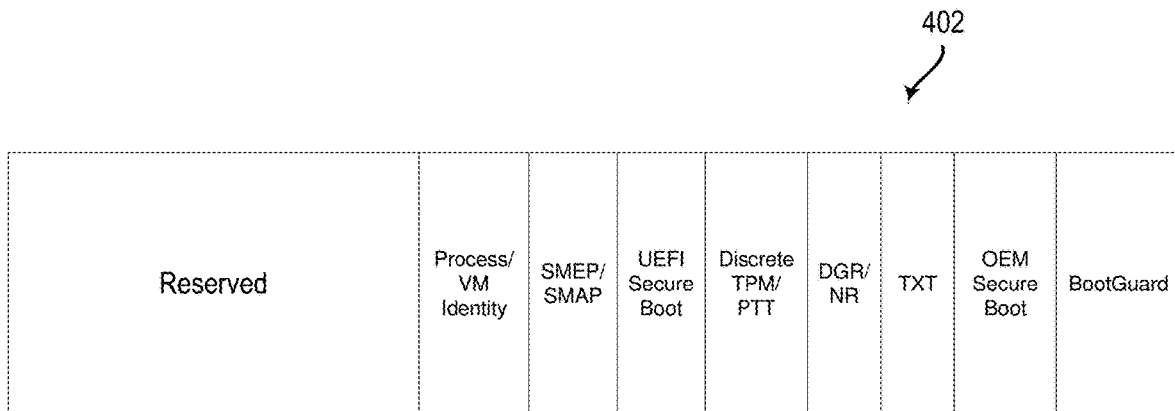 402
Reserved
Process/
VM
Identity
SMEP/
SMAP
UEFI
Secure
Boot
Discrete
TPM/
PTT
DGR/
NR
TXT
OEM
Secure
Boot
BootGuard